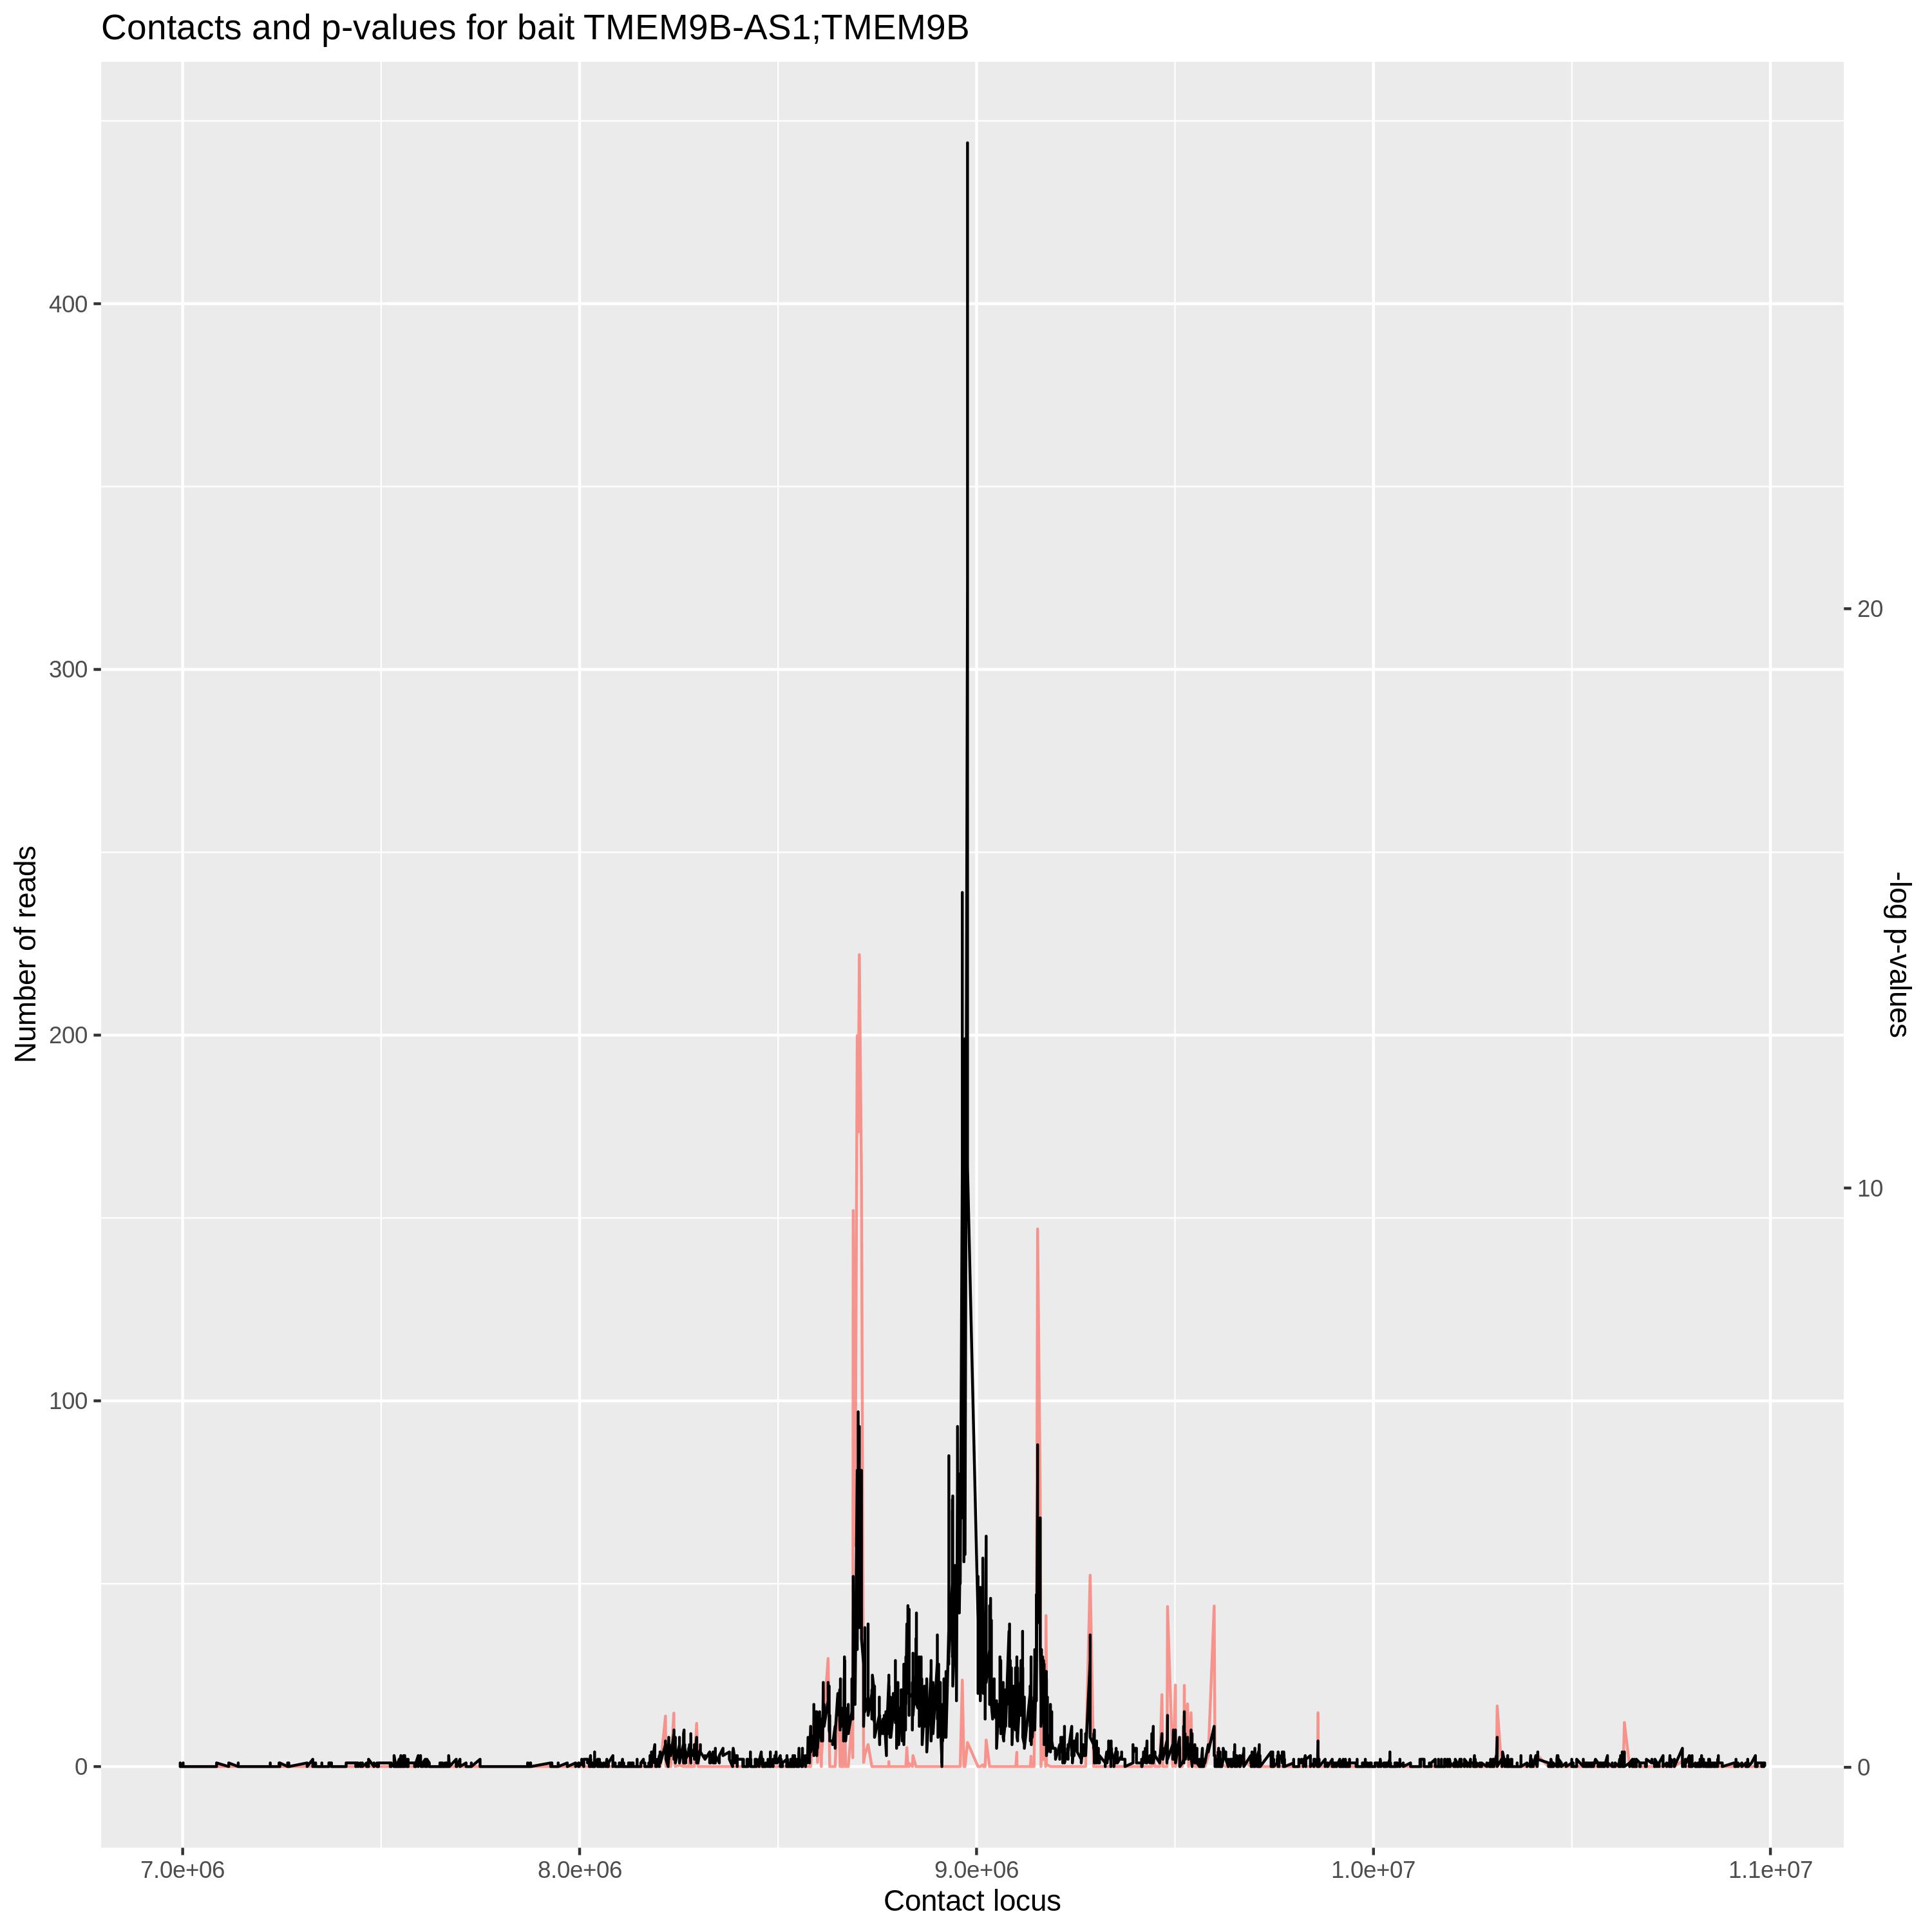 Contacts and p-values for bait TMEM9B-AS1;TMEM9B
400
300
200
100
0
Number of reads
20
10
0
-log p-values
7.0e+06
8.0e+06
9.0e+06
1.0e+07
1.1e+07
Contact locus